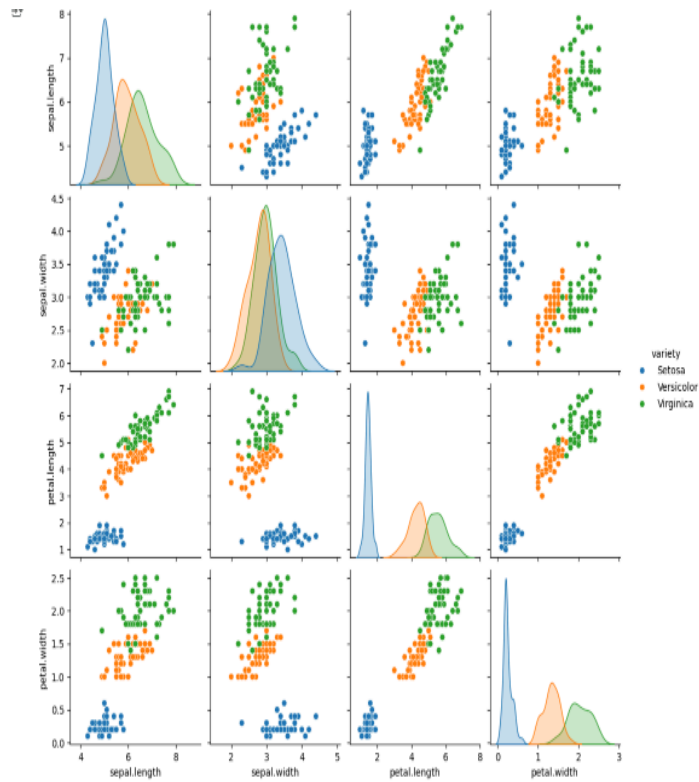 8
7
6
5
sepal.length
4.5
4.0
3.5
3.0
2.5
2.0
sepal.width
variety
Setosa
Versicolor
Virginica
7
6
5
4
3
2
1
petal.length
2.5
2.0
1.5
1.0
0.5
0.0
petal.width
4 6 8
2 3 4 5
2 4 6 8
0 1 2 3
sepal.length
sepal.width
petal.length
petal.width